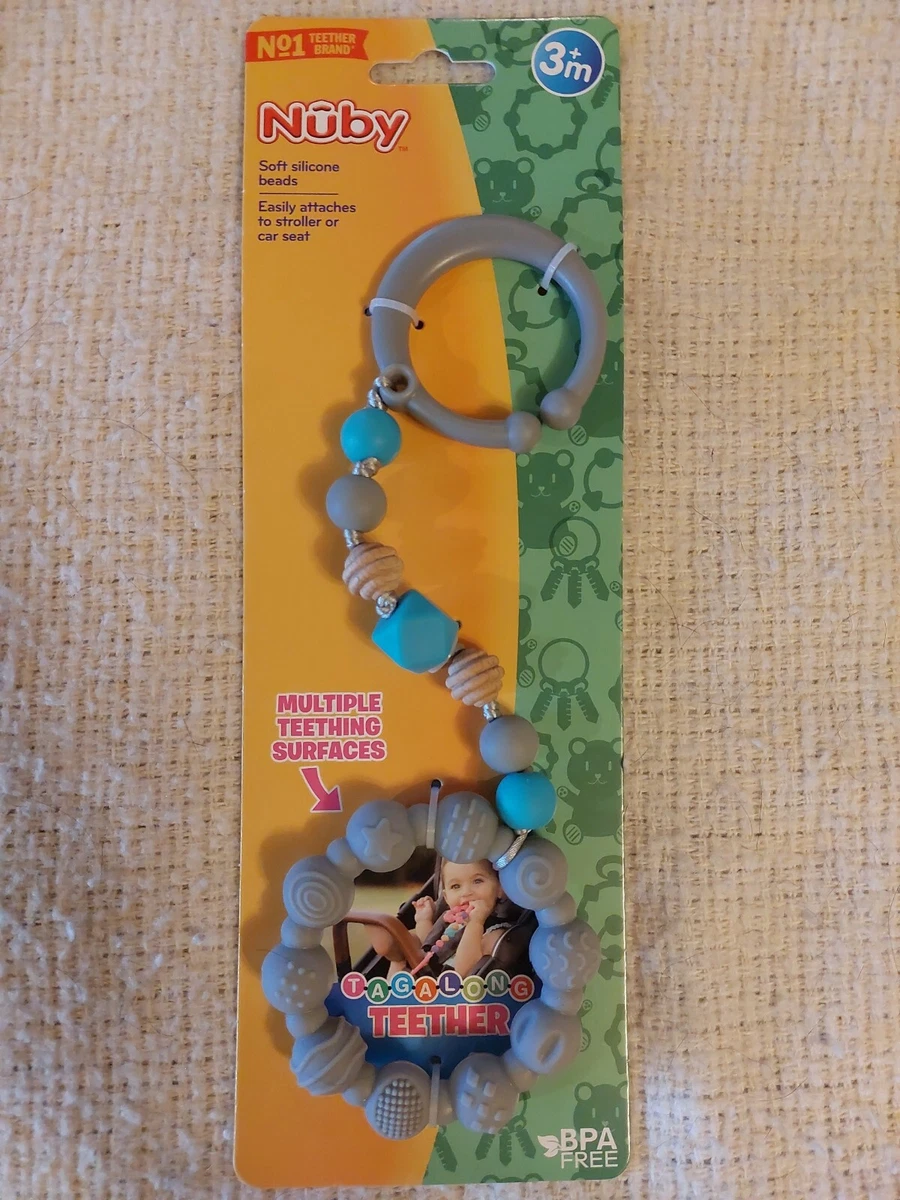 No1 TEETHER
BRAND*
3+
m
Nûby™
Soft silicone
beads
Easily attaches
to stroller or
car seat
MULTIPLE
TEETHING
SURFACES
TAGALONG
TEETHER
BPA
FREE